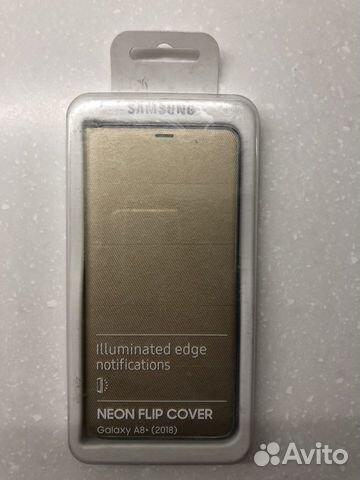 SAMSUNG
Illuminated edge
notifications
NEON FLIP COVER
Galaxy A8+ (2018)
Avito